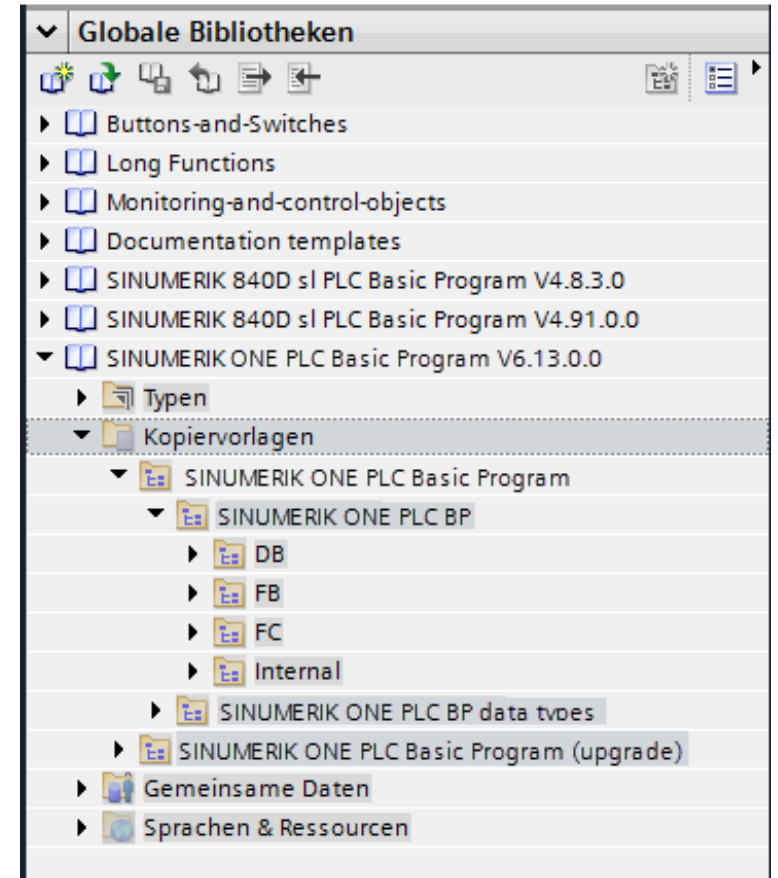 Globale Bibliotheken
Buttons-and-Switches
Long Functions
Monitoring-and-control-objects
Documentation templates
SINUMERIK 840D sl PLC Basic Program V4.8.3.0
SINUMERIK 840D sl PLC Basic Program V4.91.0.0
SINUMERIK ONE PLC Basic Program V6.13.0.0
Typen
Kopiervorlagen
SINUMERIK ONE PLC Basic Program
SINUMERIK ONE PLC BP
DB
FB
FC
Internal
SINUMERIK ONE PLC BP data types
SINUMERIK ONE PLC Basic Program (upgrade)
Gemeinsame Daten
Sprachen & Ressourcen